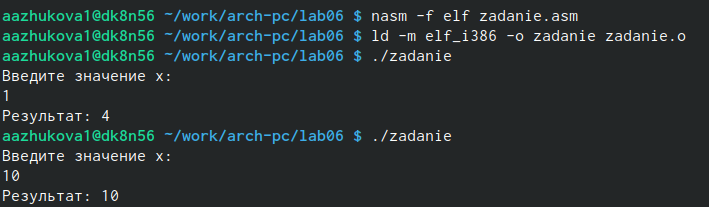 aazhukova1@dk8n56 ~/work/arch-pc/lab06 $ nasm -f elf zadanie.asm
aazhukova1@dk8n56 ~/work/arch-pc/lab06 $ ld -m elf_i386 -o zadanie zadanie.o
aazhukova1@dk8n56 ~/work/arch-pc/lab06 $ ./zadanie
Введите значение x:
1
Результат: 4
aazhukova1@dk8n56 ~/work/arch-pc/lab06 $ ./zadanie
Введите значение x:
10
Результат: 10